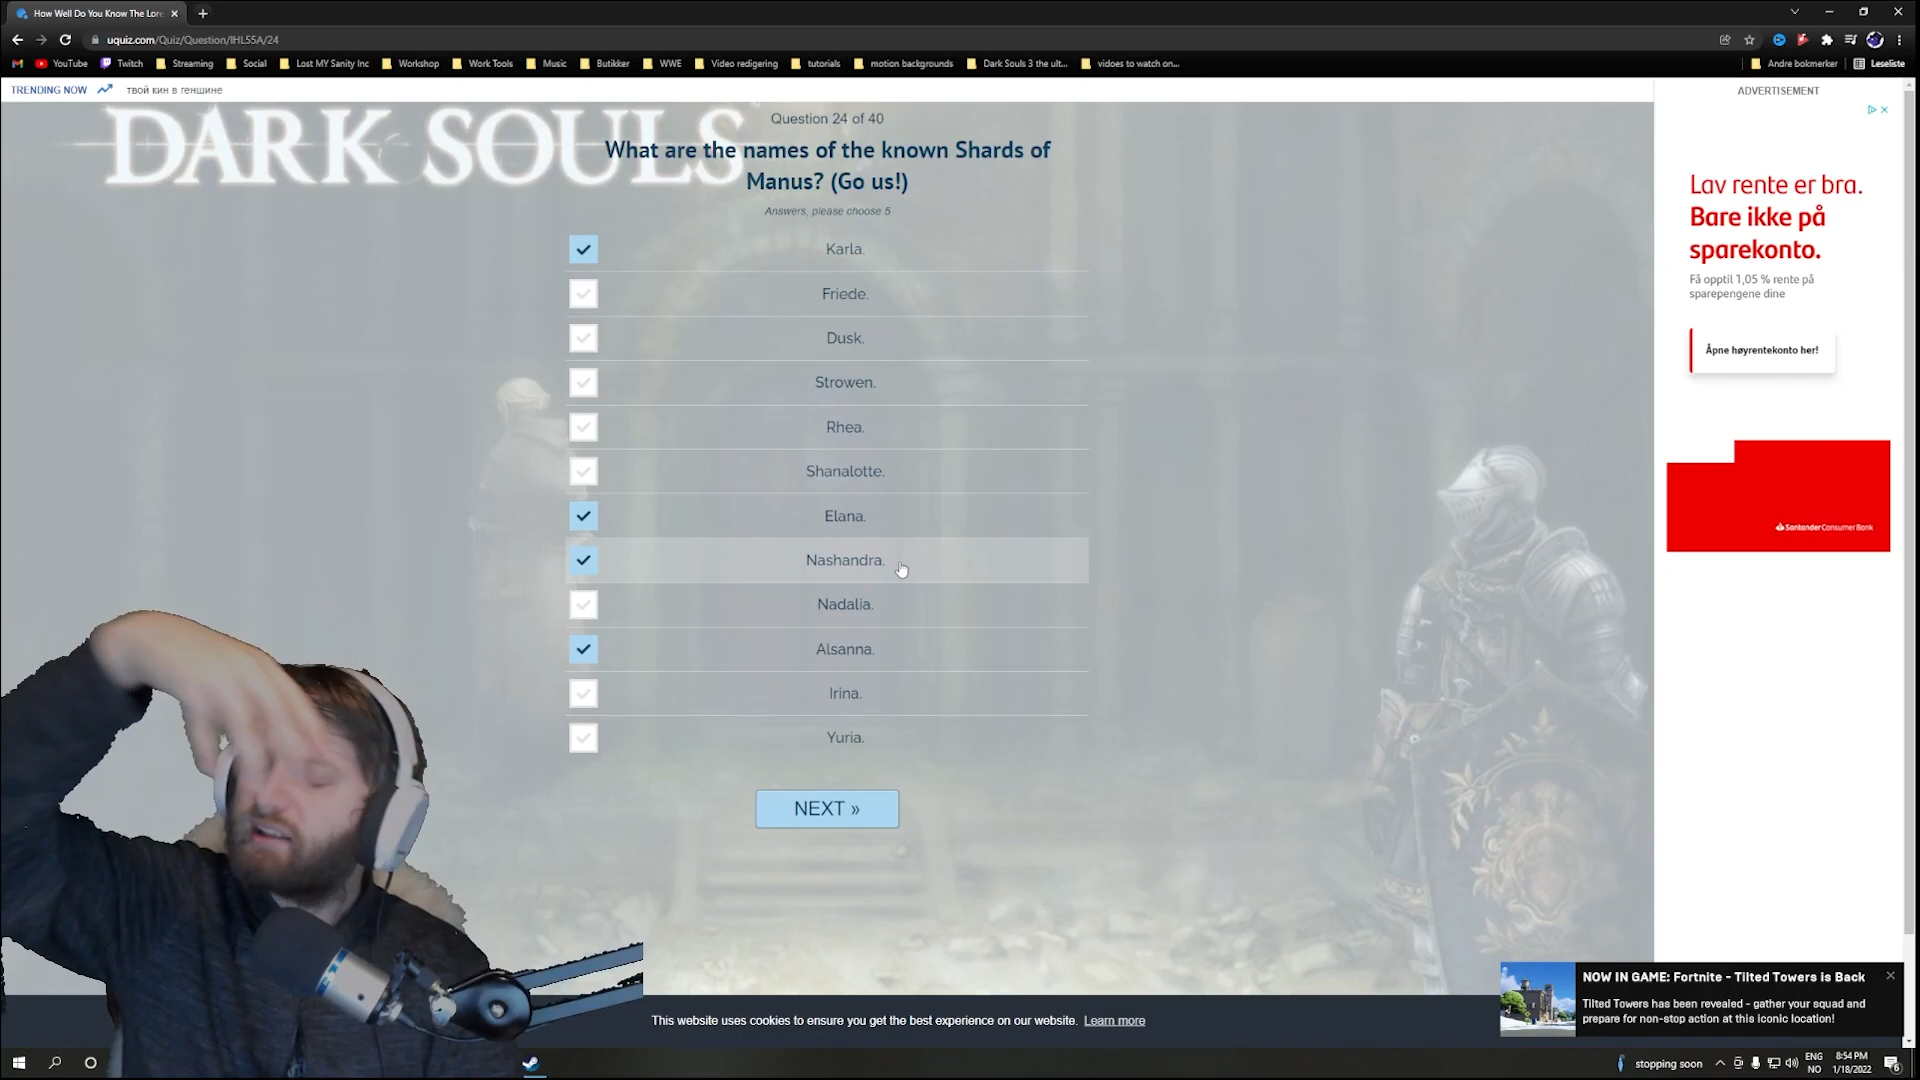 How Well Do You Know The Lore
uquiz.com/Quiz/Question/IHL55A/24
YouTube
Twitch
Streaming
Social
Lost MY Sanity Inc
Workshop
Work Tools
Music
Butikker
WWE
Video redigering
tutorials
motion backgrounds
Dark Souls 3 the ult...
vidoes to watch on...
Andre bokmerker
Leseliste
TRENDING NOW
твой кин в геншине
ADVERTISEMENT
DARK SOULS
Question 24 of 40
What are the names of the known Shards of
Manus? (Go us!)
Answers, please choose 5
Karla.
Friede.
Dusk.
Strowen.
Rhea.
Shanalotte.
Elana.
Nashandra.
Nadalia.
Alsanna.
Irina.
Yuria.
NEXT »
Lav rente er bra.
Bare ikke på
sparekonto.
Få opptil 1,05 % rente på
sparepengene dine
Åpne høyrentekonto her!
Santander Consumer Bank
NOW IN GAME: Fortnite - Tilted Towers is Back
Tilted Towers has been revealed - gather your squad and
prepare for non-stop action at this iconic location!
This website uses cookies to ensure you get the best experience on our website. Learn more
stopping soon
ENG
NO
8:54 PM
1/18/2022
6